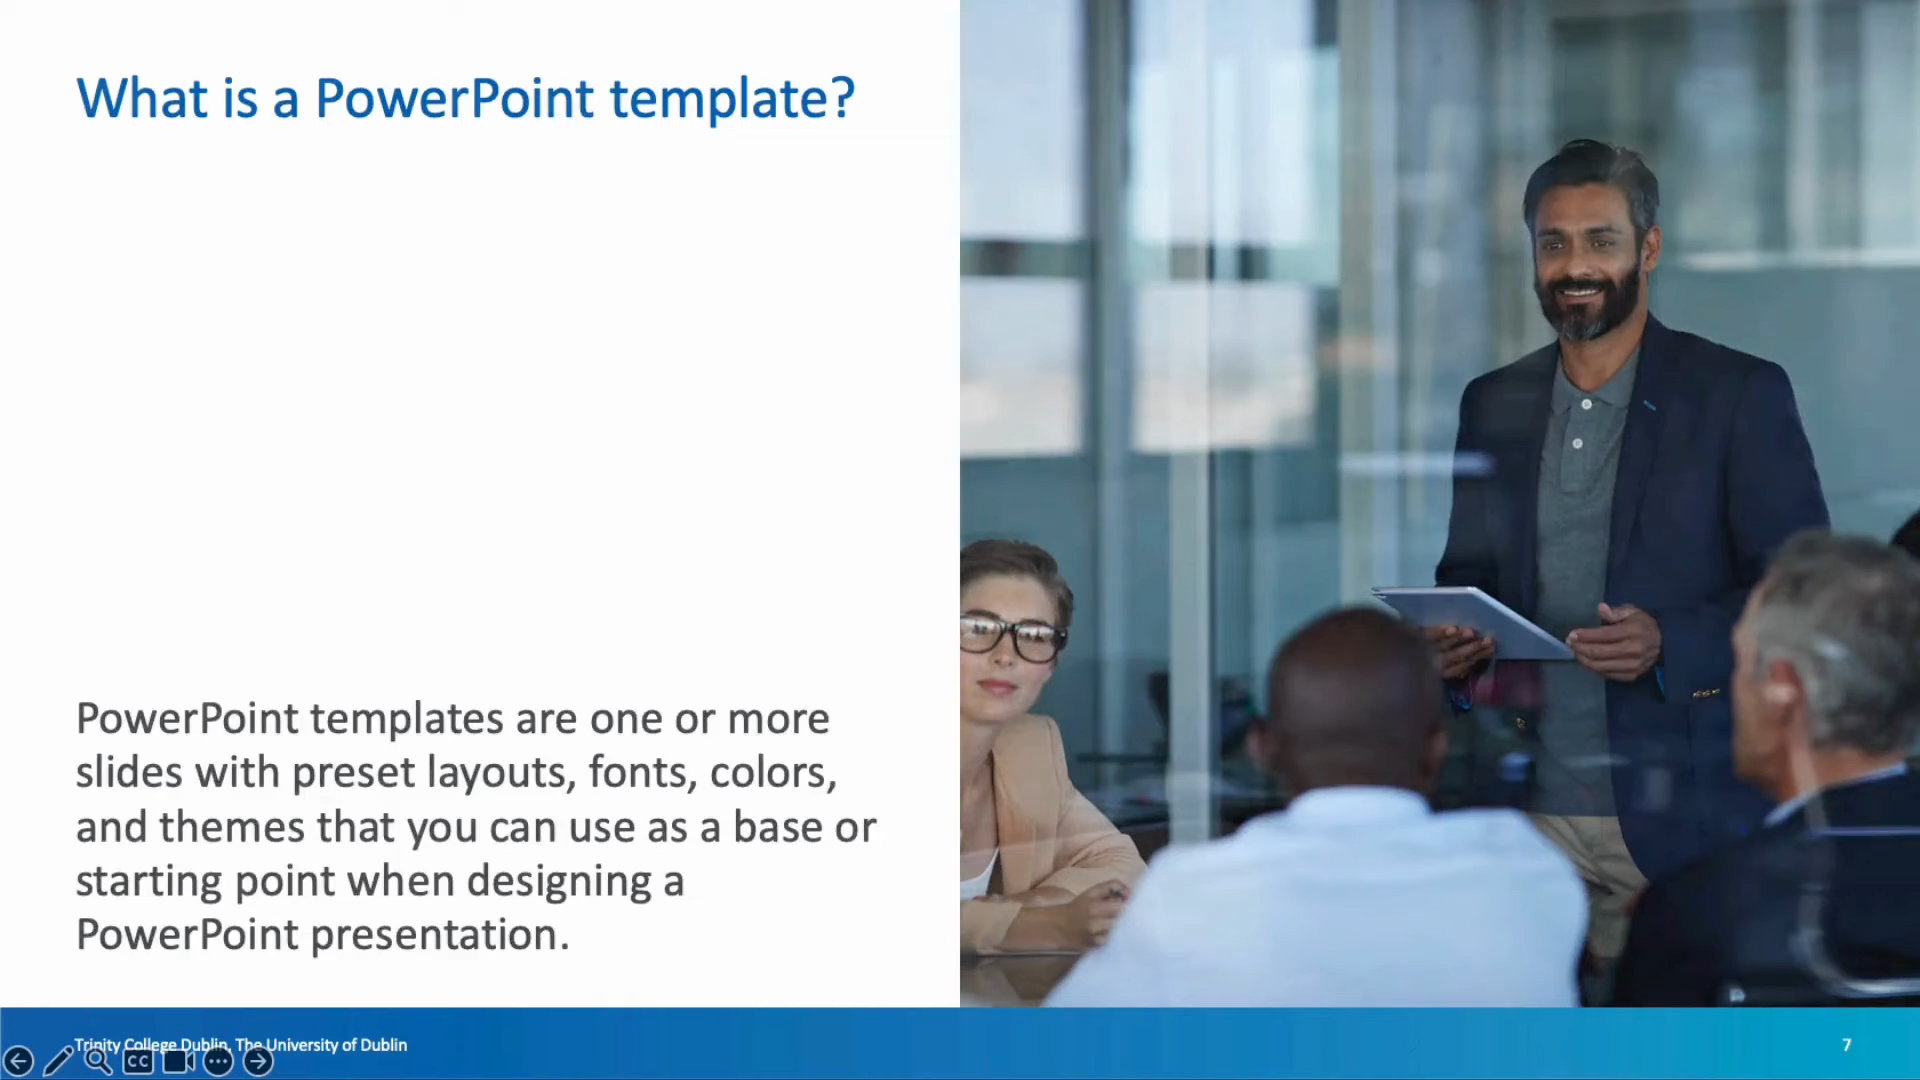 What is a PowerPoint template?
PowerPoint templates are one or more
slides with preset layouts, fonts, colors,
and themes that you can use as a base or
starting point when designing a
PowerPoint presentation.
Trinity College Dublin, The University of Dublin
7
CC